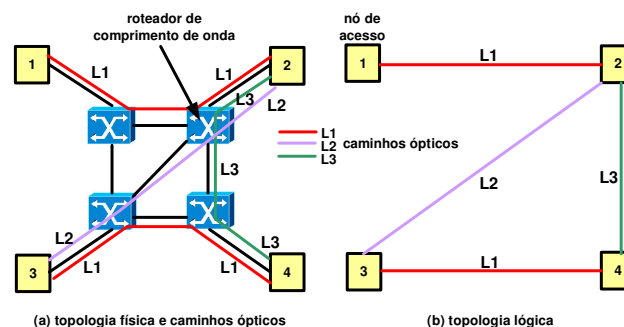 roteador de
comprimento de onda
nó de
acesso
1
L1
L1
2
L3
L2
L3
L2
3
L1
L1
L3
4
L1
L2
L3
caminhos ópticos
1
L1
2
L2
L3
3
L1
4
(a) topologia física e caminhos ópticos
(b) topologia lógica